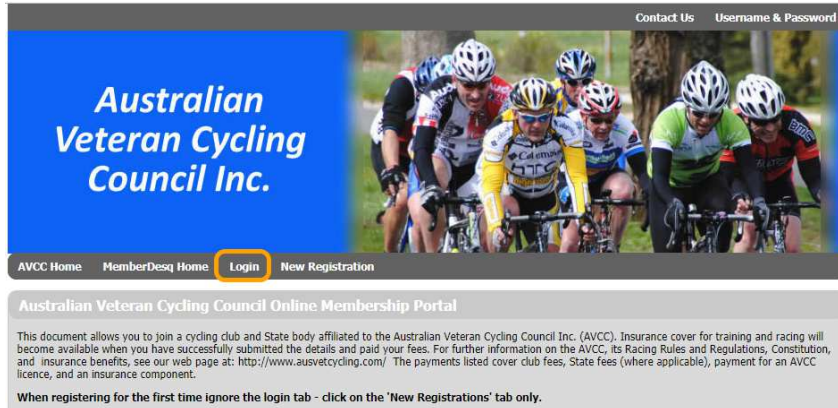 Contact Us Username & Password
Australian
Veteran Cycling
Council Inc.
AVCC Home MemberDesq Home Login New Registration
Australian Veteran Cycling Council Online Membership Portal
This document allows you to join a cycling club and State body affiliated to the Australian Veteran Cycling Council Inc. (AVCC). Insurance cover for training and racing will
become available when you have successfully submitted the details and paid your fees. For further information on the AVCC, its Racing Rules and Regulations, Constitution,
and insurance benefits, see our web page at: http://www.ausvetcycling.com/ The payments listed cover club fees, State fees (where applicable), payment for an AVCC
licence, and an insurance component.
When registering for the first time ignore the login tab - click on the 'New Registrations' tab only.